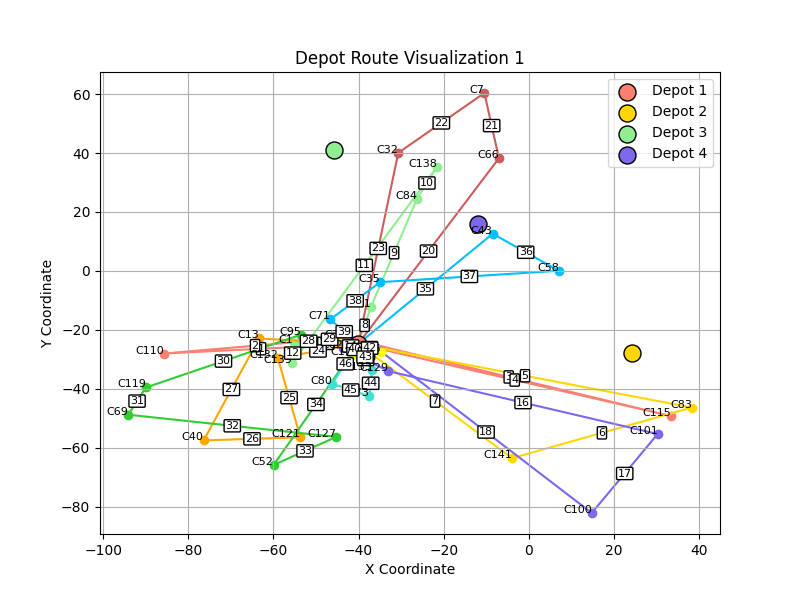 Depot Route Visualization 1
Depot 1
Depot 2
Depot 3
Depot 4
Y Coordinate
X Coordinate
60
40
20
0
−20
−40
−60
−80
−100
−80
−60
−40
−20
0
20
40
C7
22
21
C32
C66
C138
10
C84
C43
23
9
20
36
11
C58
C35
37
35
38
C71
8
39
C13
C95
28
29
C110
12
24
30
C129
C119
C80
46
43
44
45
3
31
27
25
C69
34
16
7
4
5
C83
C115
32
C40
26
C121
C127
33
C52
18
6
C101
C141
17
C100